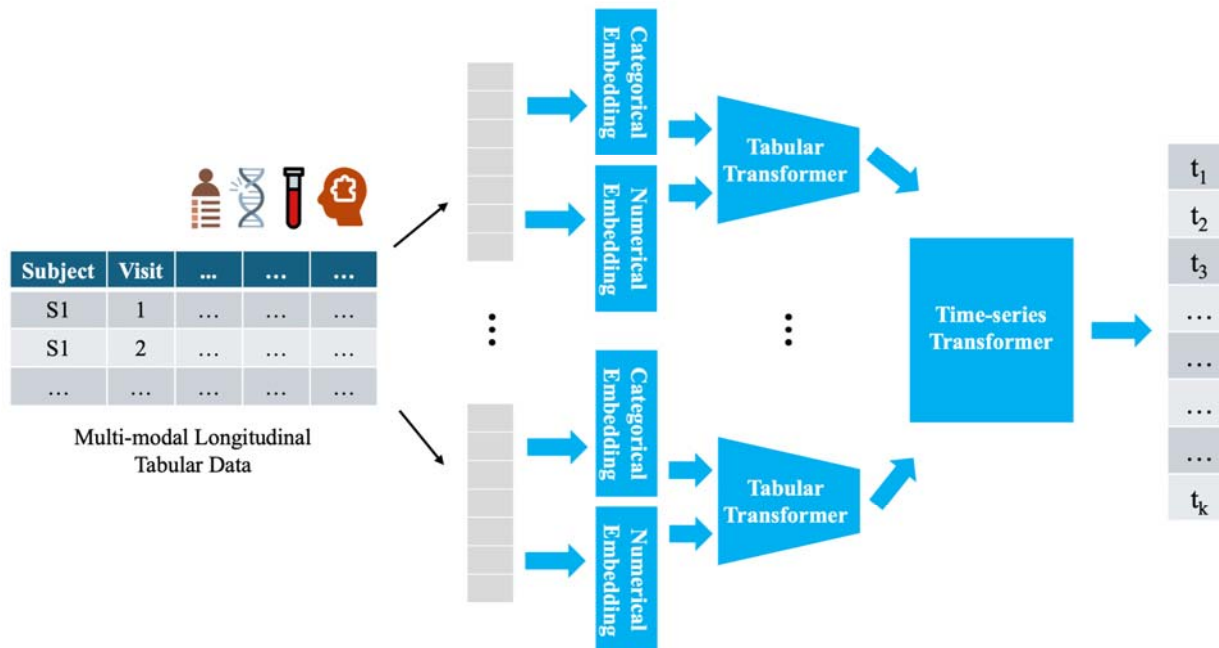 Subject Visit ... ... ...
S1 1 ... ... ...
S1 2 ... ... ...
... ... ... ... ...
Multi-modal Longitudinal
Tabular Data
Categorical
Embedding
Numerical
Embedding
Tabular
Transformer
Categorical
Embedding
Numerical
Embedding
Tabular
Transformer
Time-series
Transformer
t₁
t₂
t₃
...
...
...
...
tₖ